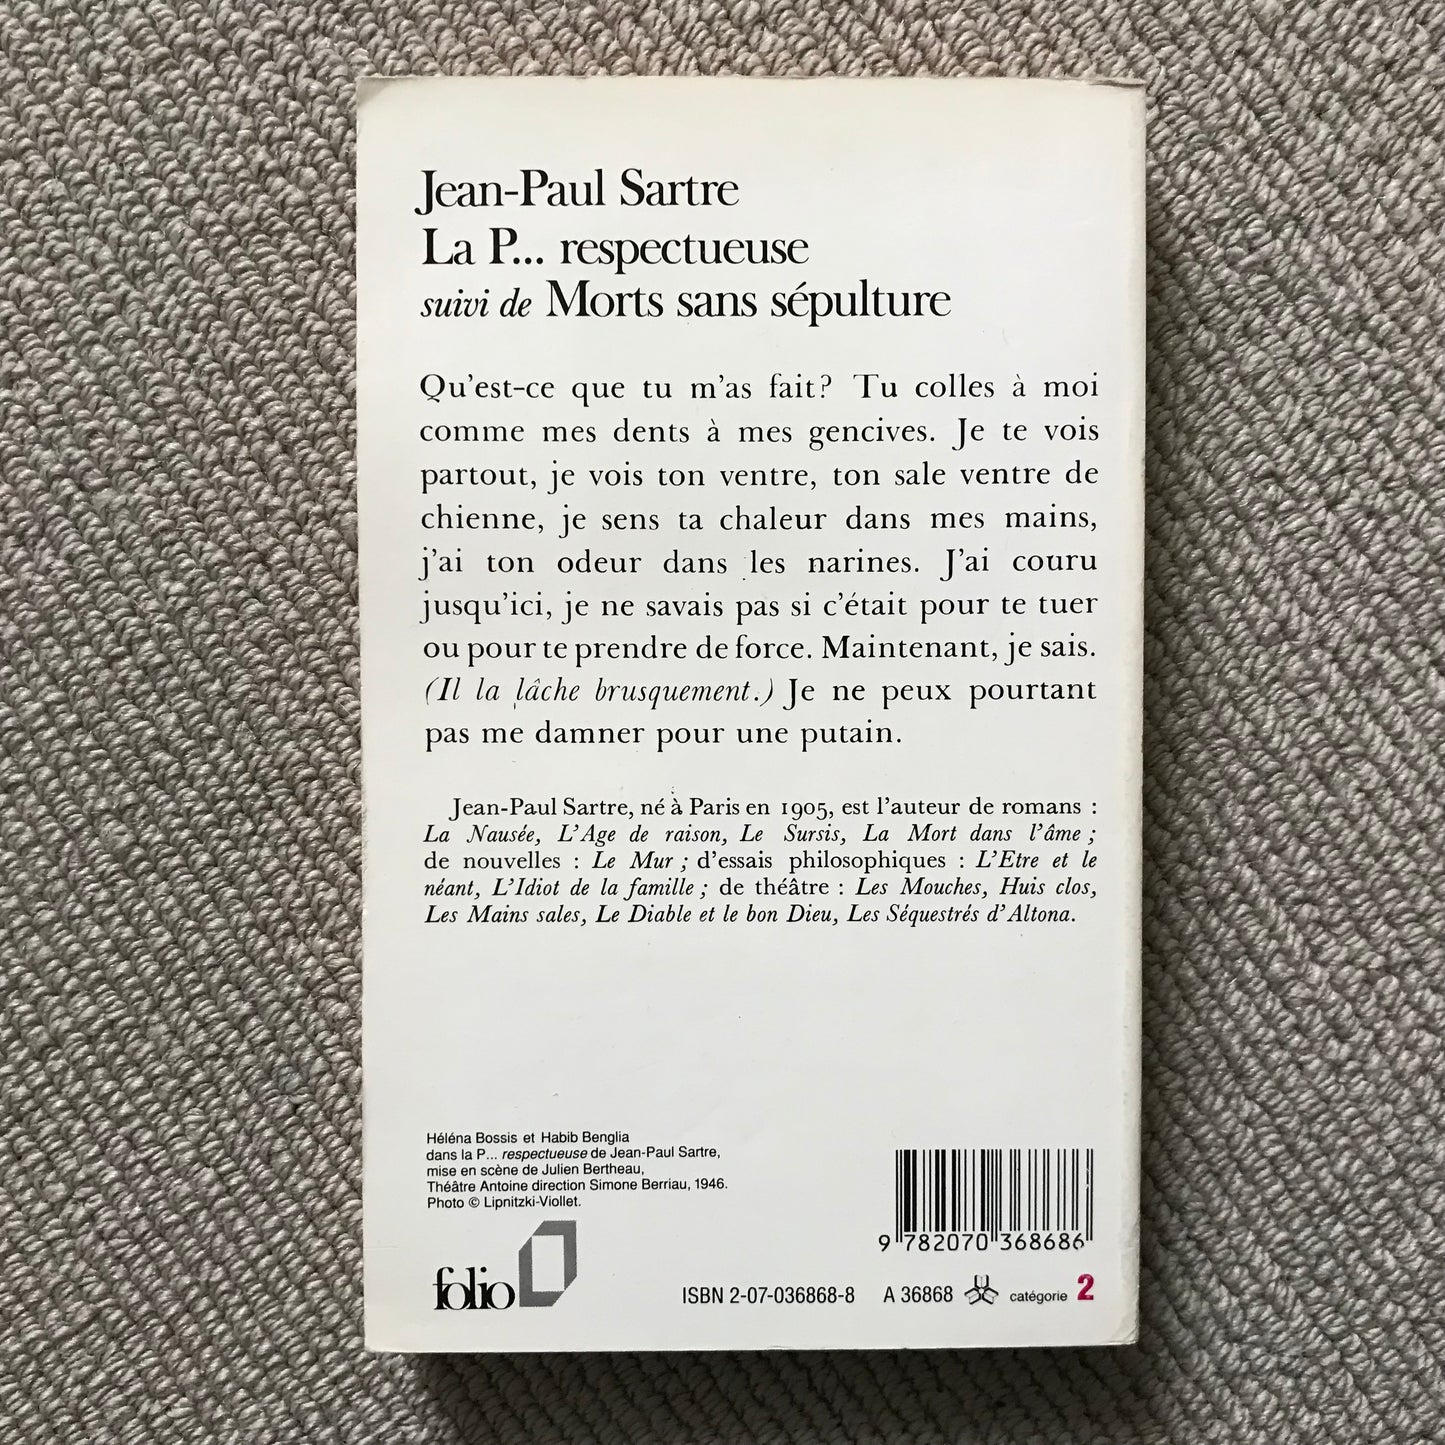 Jean-Paul Sartre
La P... respectueuse
suivi de Morts sans sépulture
Qu'est-ce que tu m'as fait? Tu colles à moi
comme mes dents à mes gencives. Je te vois
partout, je vois ton ventre, ton sale ventre de
chienne, je sens ta chaleur dans mes mains,
j'ai ton odeur dans les narines. J'ai couru
jusqu'ici, je ne savais pas si c'était pour te tuer
ou pour te prendre de force. Maintenant, je sais.
(Il la lâche brusquement.) Je ne peux pourtant
pas me damner pour une putain.
Jean-Paul Sartre, né à Paris en 1905, est l'auteur de romans :
La Nausée, L'Age de raison, Le Sursis, La Mort dans l'âme ;
de nouvelles : Le Mur ; d'essais philosophiques : L'Etre et le
néant, L'Idiot de la famille ; de théâtre : Les Mouches, Huis clos,
Les Mains sales, Le Diable et le bon Dieu, Les Séquestrés d'Altona.
Héléna Bossis et Habib Benglia
dans la P... respectueuse de Jean-Paul Sartre,
mise en scène de Julien Bertheau,
Théâtre Antoine direction Simone Berriau, 1946.
Photo © Lipnitzki-Viollet.
9 782070 368686
folio
ISBN 2-07-036868-8 A 36868 catégorie 2